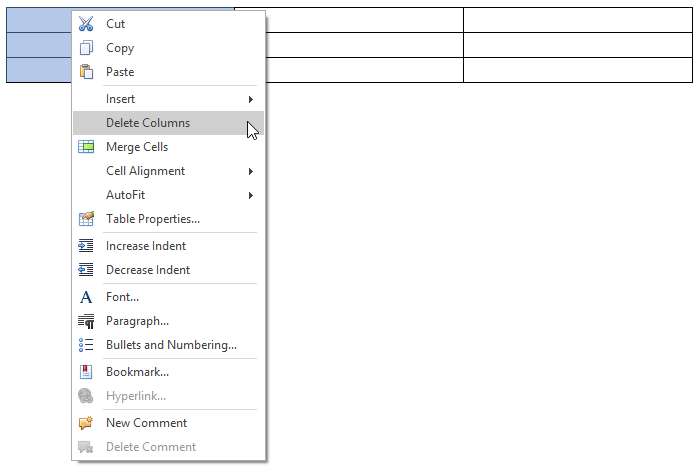 Cut
Copy
Paste
Insert
Delete Columns
Merge Cells
Cell Alignment
AutoFit
Table Properties...
Increase Indent
Decrease Indent
Font...
Paragraph...
Bullets and Numbering...
Bookmark...
Hyperlink...
New Comment
Delete Comment